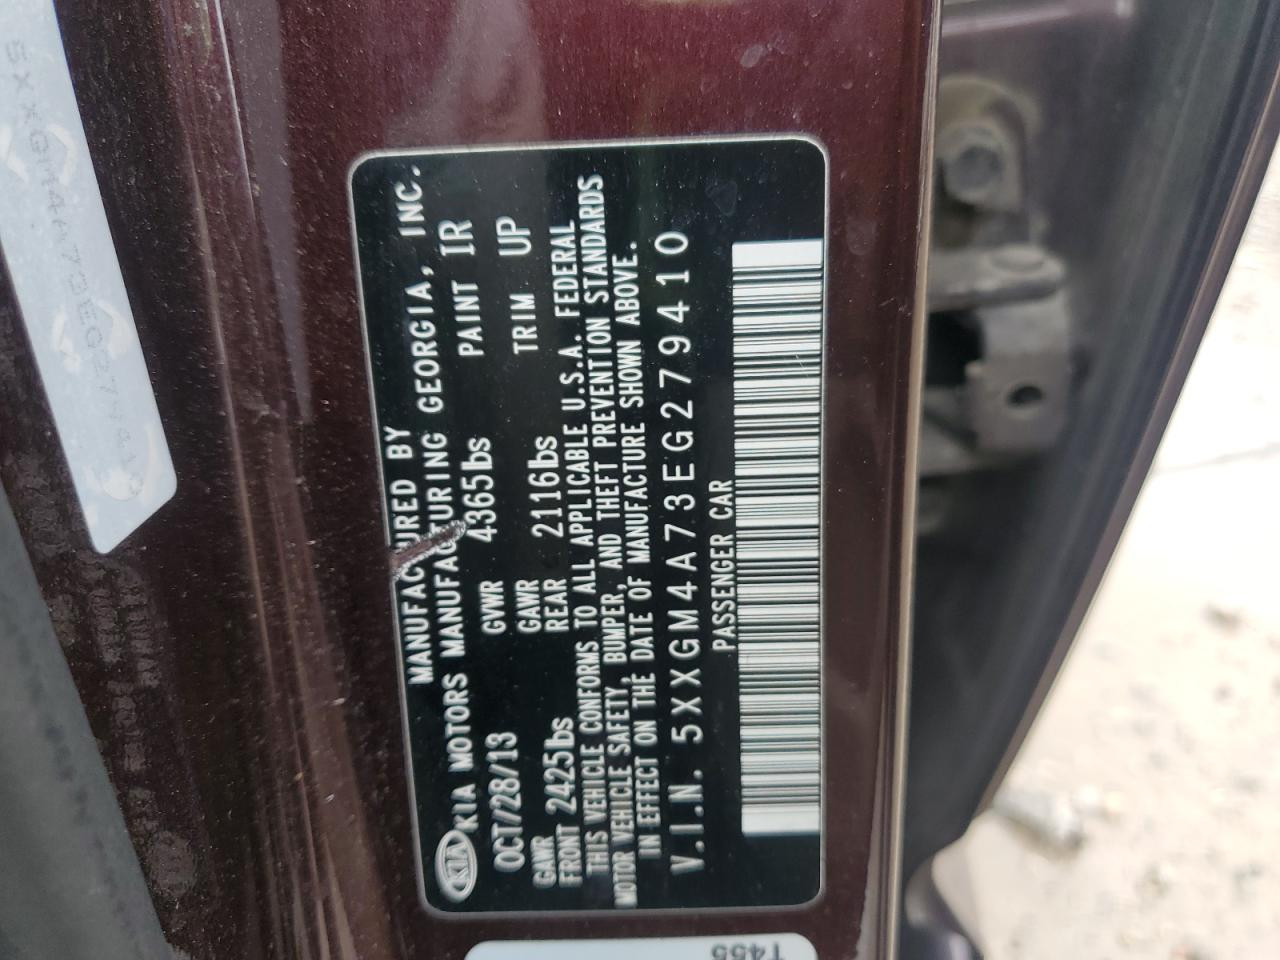 MANUFACTURED BY
KIA KIA MOTORS MANUFACTURING GEORGIA, INC.
OCT/28/13 GVWR 4365lbs PAINT IR
GAWR FRONT 2425lbs GAWR REAR 2116lbs TRIM UP
THIS VEHICLE CONFORMS TO ALL APPLICABLE U.S.A. FEDERAL
MOTOR VEHICLE SAFETY, BUMPER, AND THEFT PREVENTION STANDARDS
IN EFFECT ON THE DATE OF MANUFACTURE SHOWN ABOVE.
V.I.N. 5XXGM4A73EG279410
PASSENGER CAR
T455